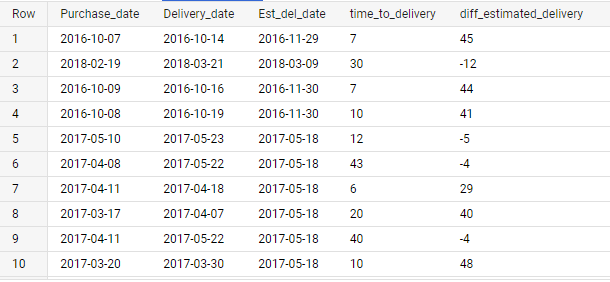 Row Purchase_date Delivery_date Est_del_date time_to_delivery diff_estimated_delivery
1 2016-10-07 2016-10-14 2016-11-29 7 45
2 2018-02-19 2018-03-21 2018-03-09 30 -12
3 2016-10-09 2016-10-16 2016-11-30 7 44
4 2016-10-08 2016-10-19 2016-11-30 10 41
5 2017-05-10 2017-05-23 2017-05-18 12 -5
6 2017-04-08 2017-05-22 2017-05-18 43 -4
7 2017-04-11 2017-04-18 2017-05-18 6 29
8 2017-03-17 2017-04-07 2017-05-18 20 40
9 2017-04-11 2017-05-22 2017-05-18 40 -4
10 2017-03-20 2017-03-30 2017-05-18 10 48